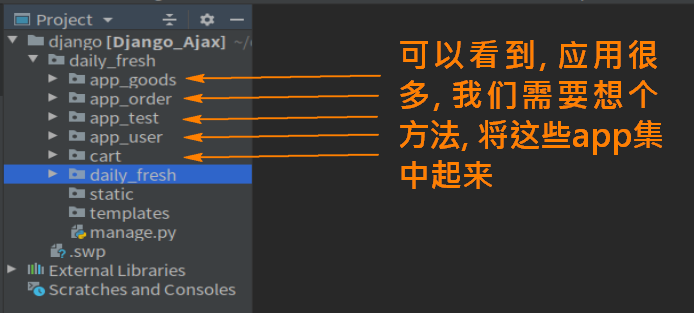 Project
django [Django_Ajax] ~/
daily_fresh
app_goods
app_order
app_test
app_user
cart
daily_fresh
static
templates
manage.py
.swp
External Libraries
Scratches and Consoles
可以看到, 应用很
多, 我们需要想个
方法, 将这些app集
中起来